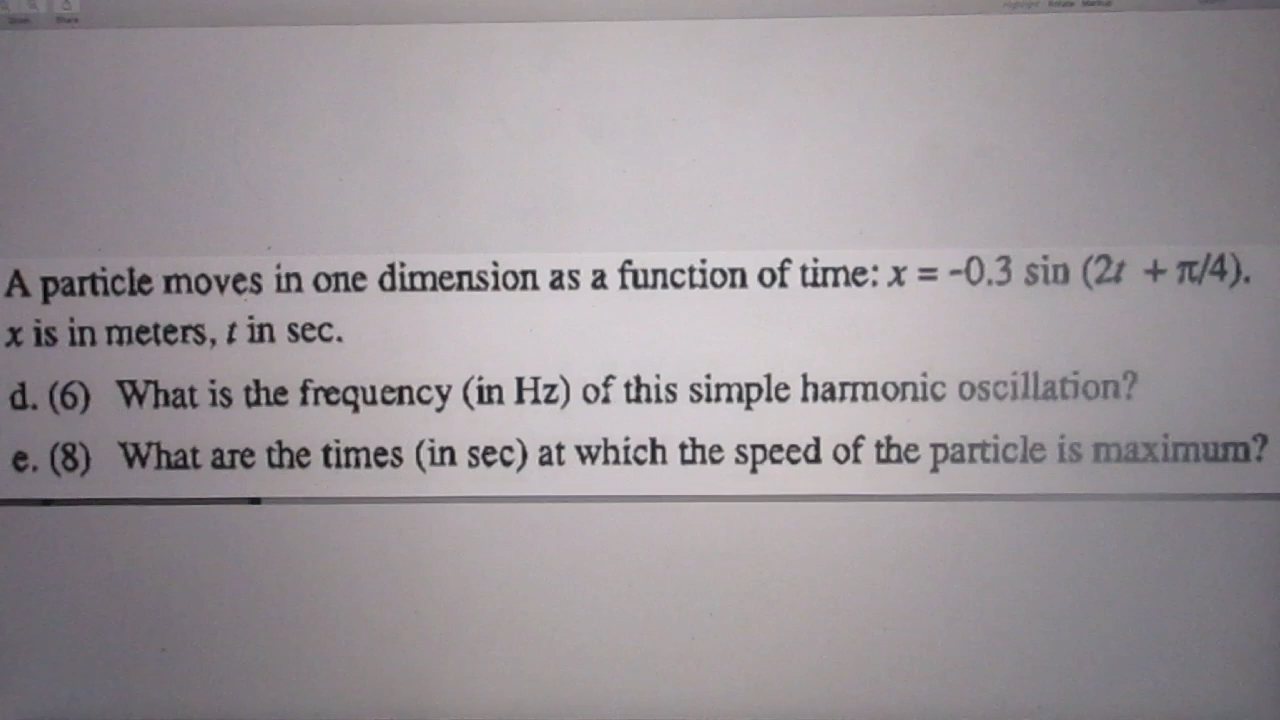 A particle moves in one dimension as a function of time: x = -0.3 sin (2t + π/4).
x is in meters, t in sec.
d. (6) What is the frequency (in Hz) of this simple harmonic oscillation?
e. (8) What are the times (in sec) at which the speed of the particle is maximum?